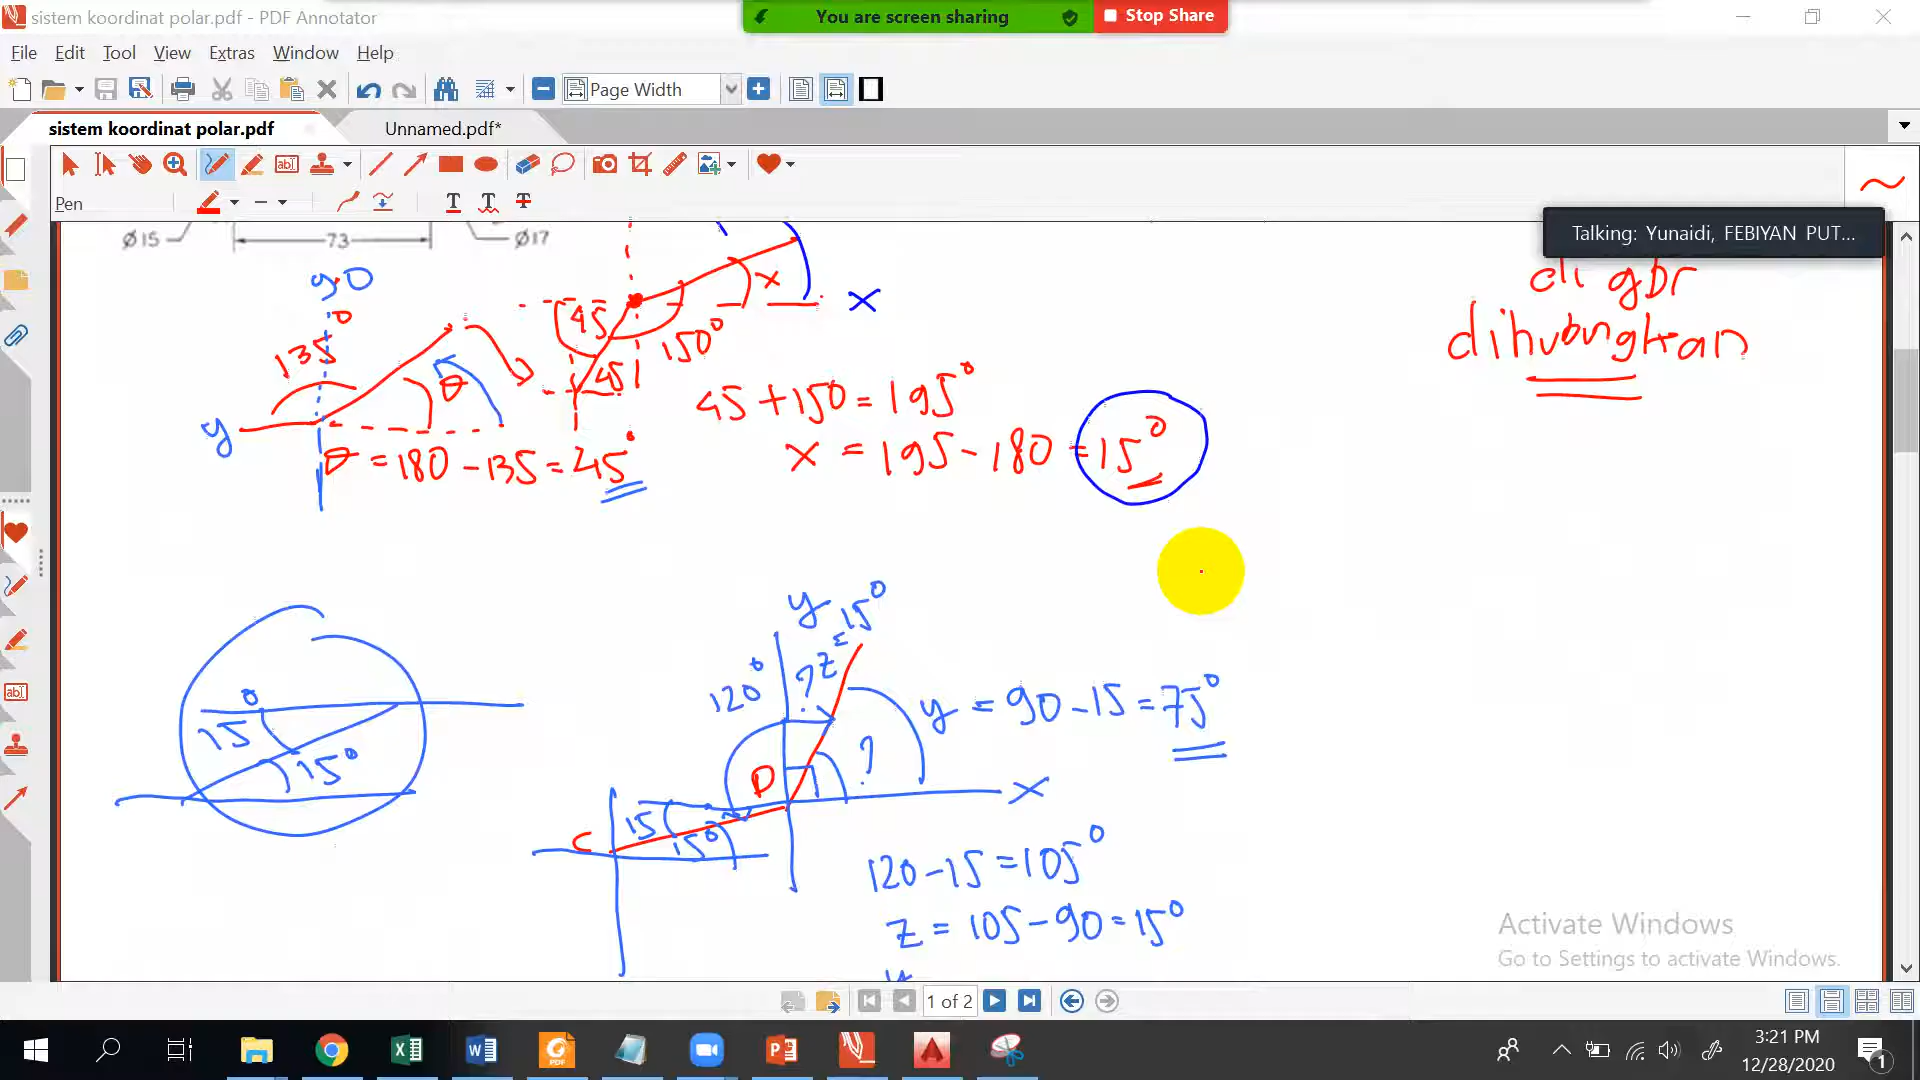 sistem koordinat polar.pdf - PDF Annotator
You are screen sharing
Stop Share
File Edit Tool View Extras Window Help
Page Width
sistem koordinat polar.pdf
Unnamed.pdf*
Pen
Talking: Yunaidi, FEBIYAN PUT...
Ø15
73
Ø17
di gbr
dihubungkan
90
135°
θ
y
θ = 180 - 135 = 45°
45
45
150°
x
x
45 + 150 = 195°
x = 195 - 180 = 15°
15°
15°
y
15°
120°
? z =
?
y = 90 - 15 = 75°
D
x
C
15
15°
120 - 15 = 105°
z = 105 - 90 = 15°
Activate Windows
Go to Settings to activate Windows.
1 of 2
3:21 PM
12/28/2020
1